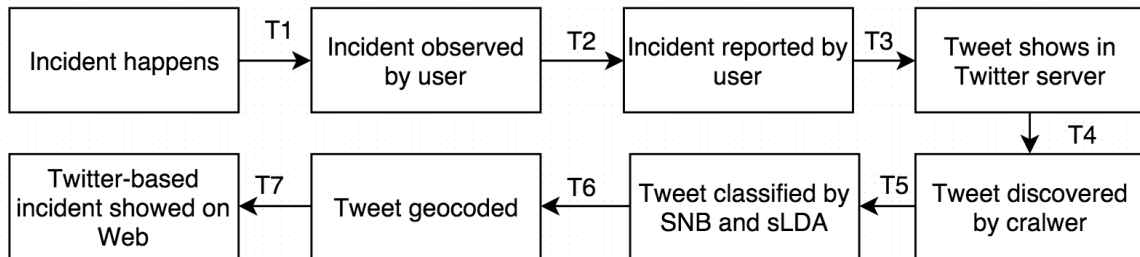 Incident happens
T1
Incident observed
by user
T2
Incident reported by
user
T3
Tweet shows in
Twitter server
T4
Tweet discovered
by cralwer
T5
Tweet classified by
SNB and sLDA
T6
Tweet geocoded
T7
Twitter-based
incident showed on
Web